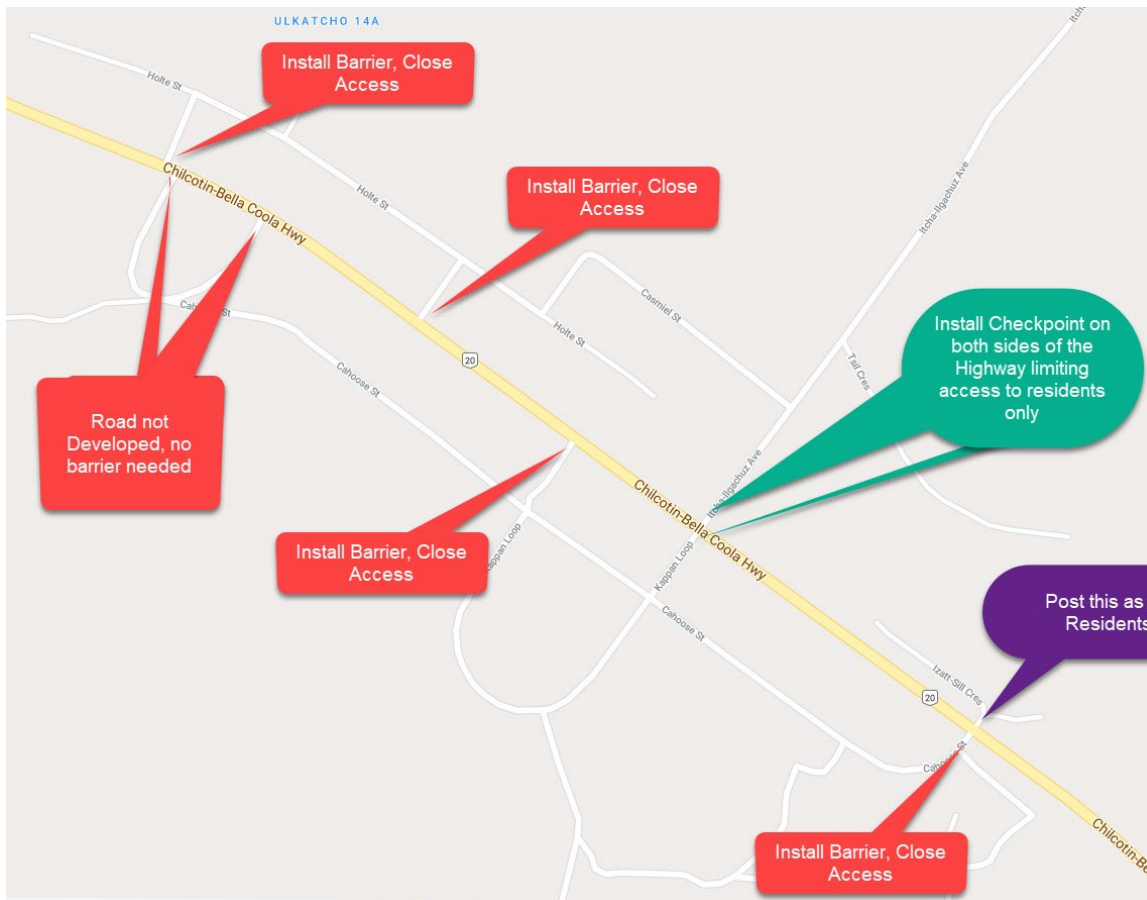 ULKATCHO 14A
Install Barrier, Close
Access
Holte St
Itcha-Ilgachuz Ave
Chilcotin-Bella Coola Hwy
Holte St
Install Barrier, Close
Access
Casmiel St
Cahoose St
Holte St
20
Install Checkpoint on
both sides of the
Highway limiting
access to residents
only
Tsil Cres
Cahoose St
Road not
Developed, no
barrier needed
Itcha-Ilgachuz Ave
Chilcotin-Bella Coola Hwy
Install Barrier, Close
Access
Kappan Loop
Kappan Loop
Cahoose St
Post this as
Residents
Izatt-Sill Cres
20
Cahoose St
Install Barrier, Close
Access